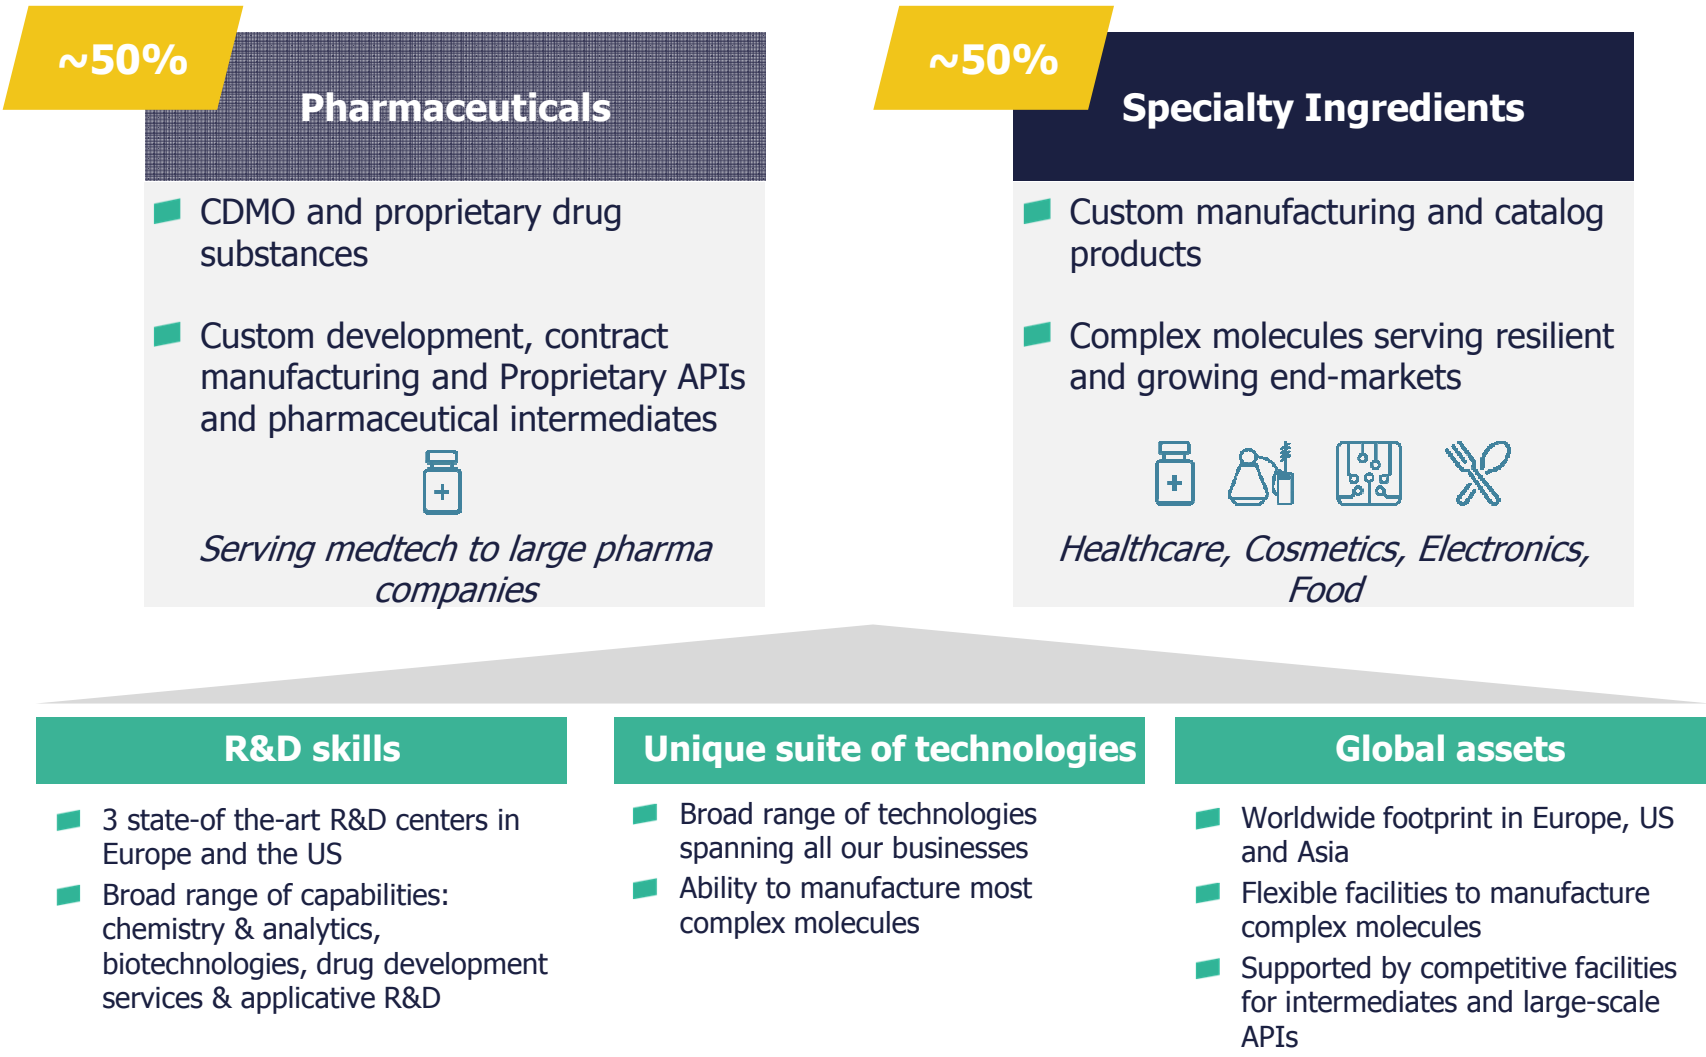 ~50%
Pharmaceuticals
CDMO and proprietary drug
substances
Custom development, contract
manufacturing and Proprietary APIs
and pharmaceutical intermediates
Serving medtech to large pharma
companies
~50%
Specialty Ingredients
Custom manufacturing and catalog
products
Complex molecules serving resilient
and growing end-markets
Healthcare, Cosmetics, Electronics,
Food
R&D skills
3 state-of the-art R&D centers in
Europe and the US
Broad range of capabilities:
chemistry & analytics,
biotechnologies, drug development
services & applicative R&D
Unique suite of technologies
Broad range of technologies
spanning all our businesses
Ability to manufacture most
complex molecules
Global assets
Worldwide footprint in Europe, US
and Asia
Flexible facilities to manufacture
complex molecules
Supported by competitive facilities
for intermediates and large-scale
APIs